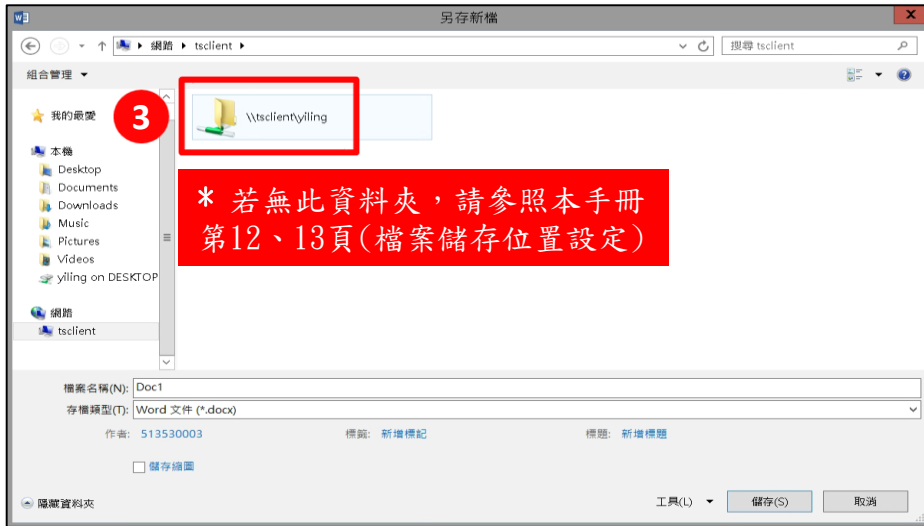 另存新檔
網路 ▸ tsclient ▸
搜尋 tsclient
組合管理
我的最愛
3
\\tsclient\yiling
本機
Desktop
Documents
Downloads
Music
Pictures
Videos
yiling on DESKTOP
* 若無此資料夾，請參照本手冊
第12、13頁(檔案儲存位置設定)
網路
tsclient
檔案名稱(N): Doc1
存檔類型(T): Word 文件 (*.docx)
作者: 513530003 標籤: 新增標記 標題: 新增標題
儲存縮圖
隱藏資料夾 工具(L) 儲存(S) 取消